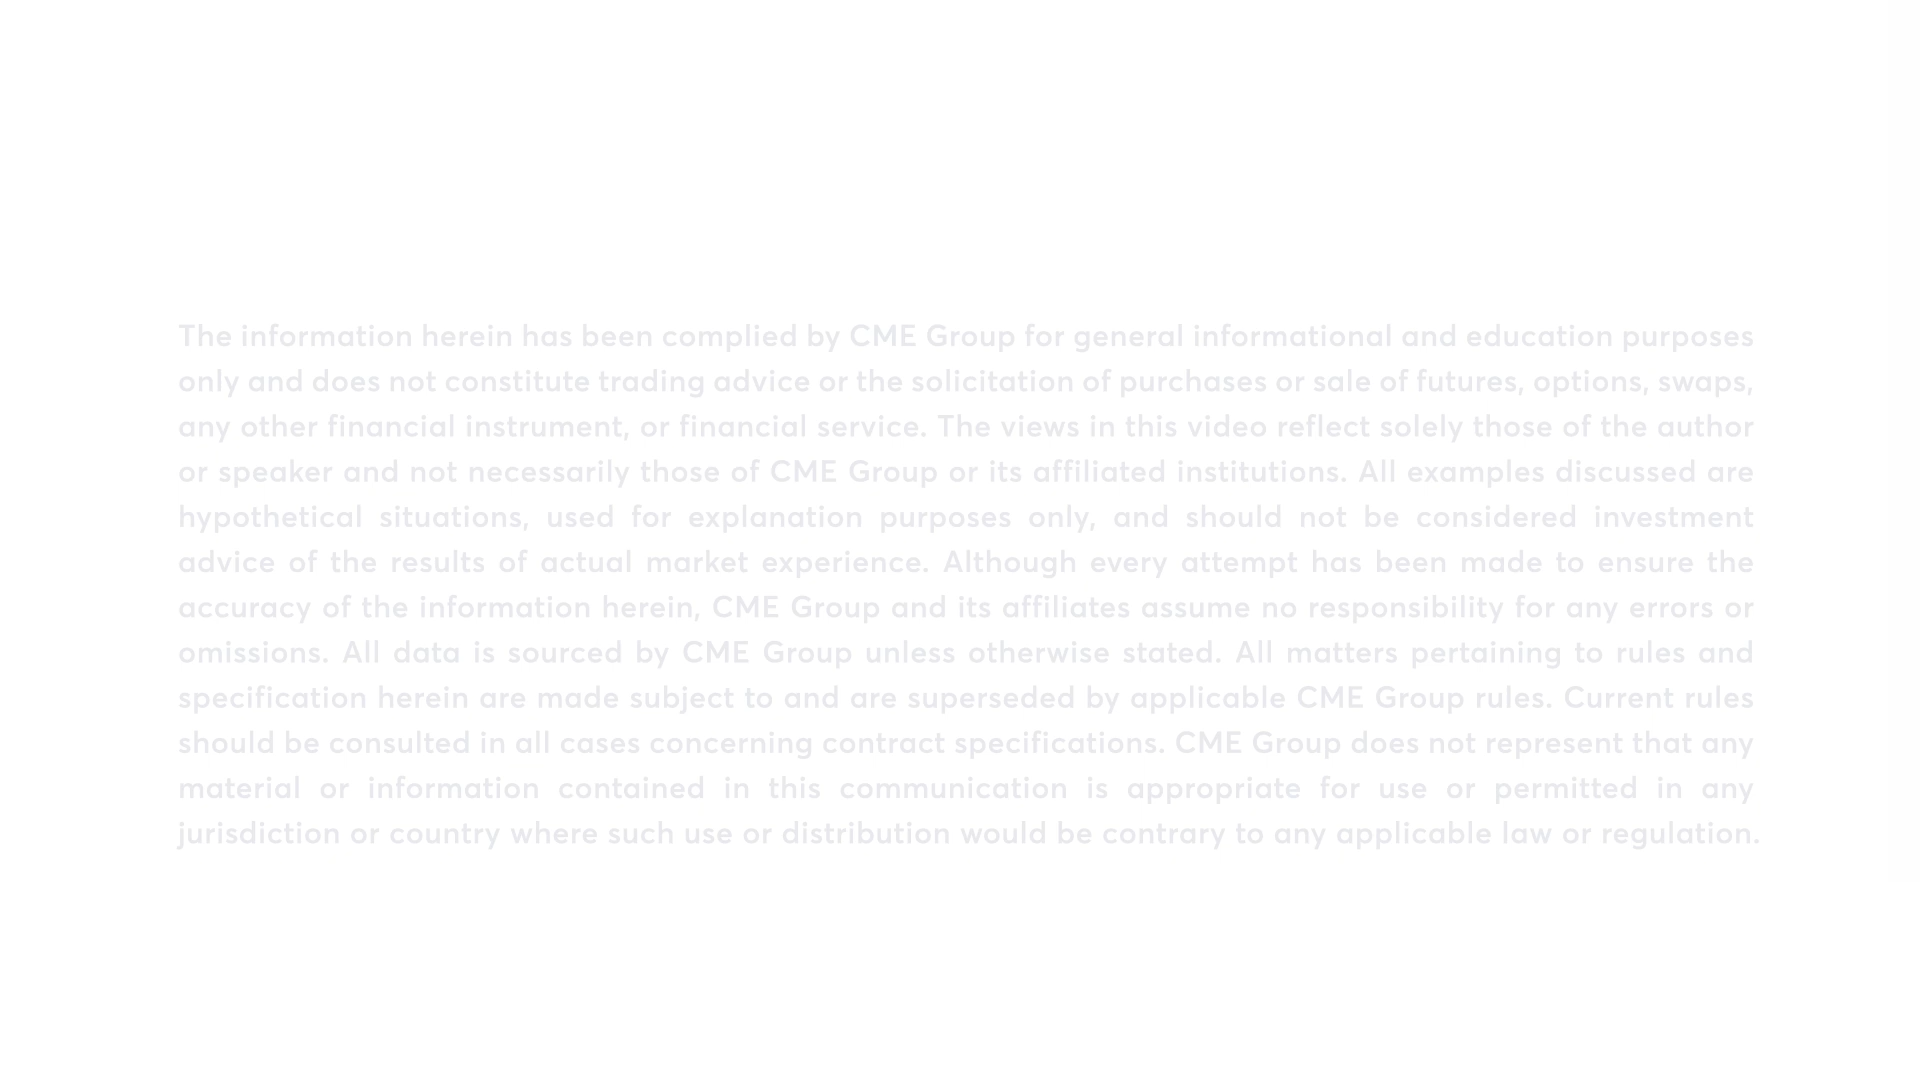 The information herein has been complied by CME Group for general informational and education purposes
only and does not constitute trading advice or the solicitation of purchases or sale of futures, options, swaps,
any other financial instrument, or financial service. The views in this video reflect solely those of the author
or speaker and not necessarily those of CME Group or its affiliated institutions. All examples discussed are
hypothetical situations, used for explanation purposes only, and should not be considered investment
advice of the results of actual market experience. Although every attempt has been made to ensure the
accuracy of the information herein, CME Group and its affiliates assume no responsibility for any errors or
omissions. All data is sourced by CME Group unless otherwise stated. All matters pertaining to rules and
specification herein are made subject to and are superseded by applicable CME Group rules. Current rules
should be consulted in all cases concerning contract specifications. CME Group does not represent that any
material or information contained in this communication is appropriate for use or permitted in any
jurisdiction or country where such use or distribution would be contrary to any applicable law or regulation.